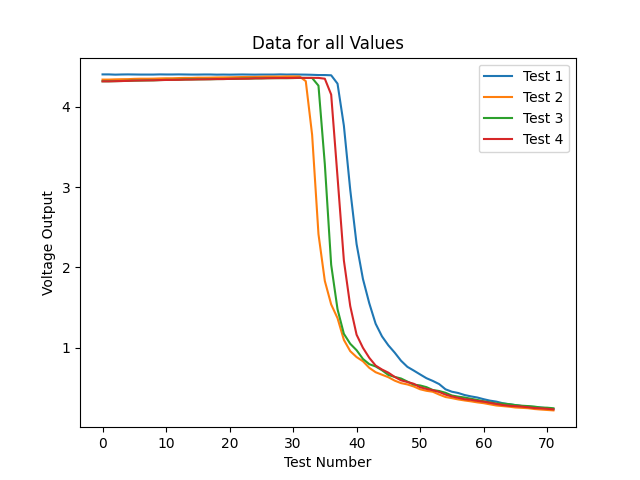 Data for all Values
Test 1
Test 2
Test 3
Test 4
4
3
2
1
Voltage Output
0 10 20 30 40 50 60 70
Test Number